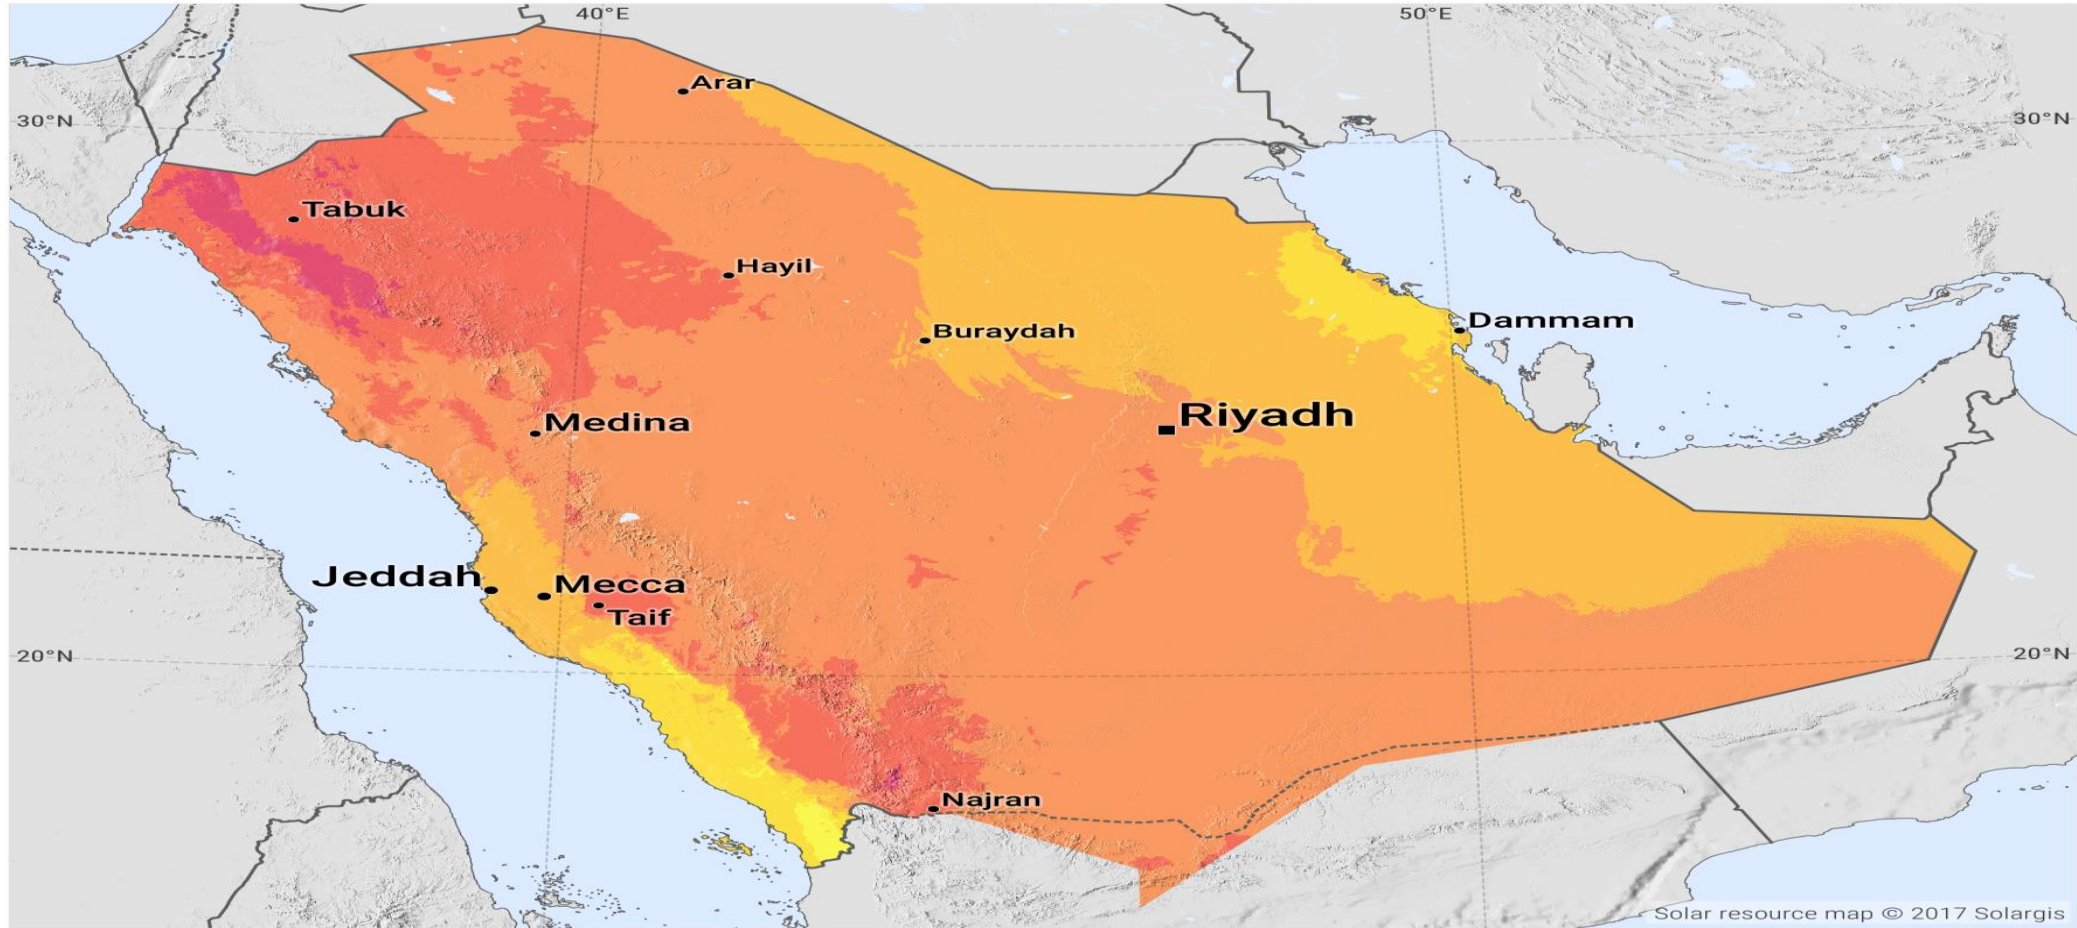 40°E
50°E
Arar
30°N
30°N
Tabuk
Hayil
Buraydah
Dammam
Medina
Riyadh
Jeddah
Mecca
Taif
20°N
20°N
Najran
Solar resource map © 2017 Solargis